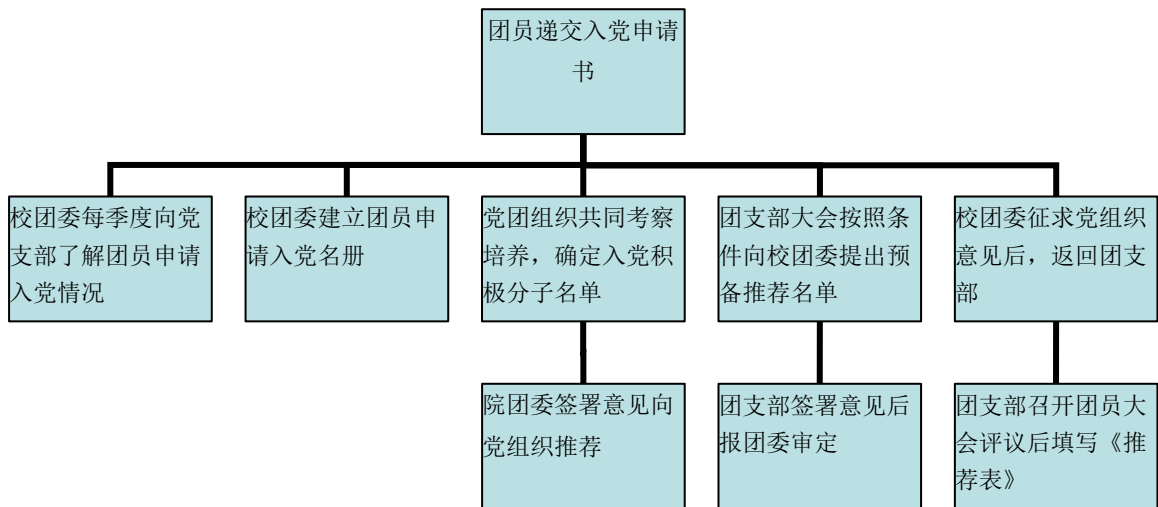 团员递交入党申请
书
校团委每季度向党
支部了解团员申请
入党情况
校团委建立团员申
请入党名册
党团组织共同考察
培养，确定入党积
极分子名单
团支部大会按照条
件向校团委提出预
备推荐名单
校团委征求党组织
意见后，返回团支
部
院团委签署意见向
党组织推荐
团支部签署意见后
报团委审定
团支部召开团员大
会评议后填写《推
荐表》